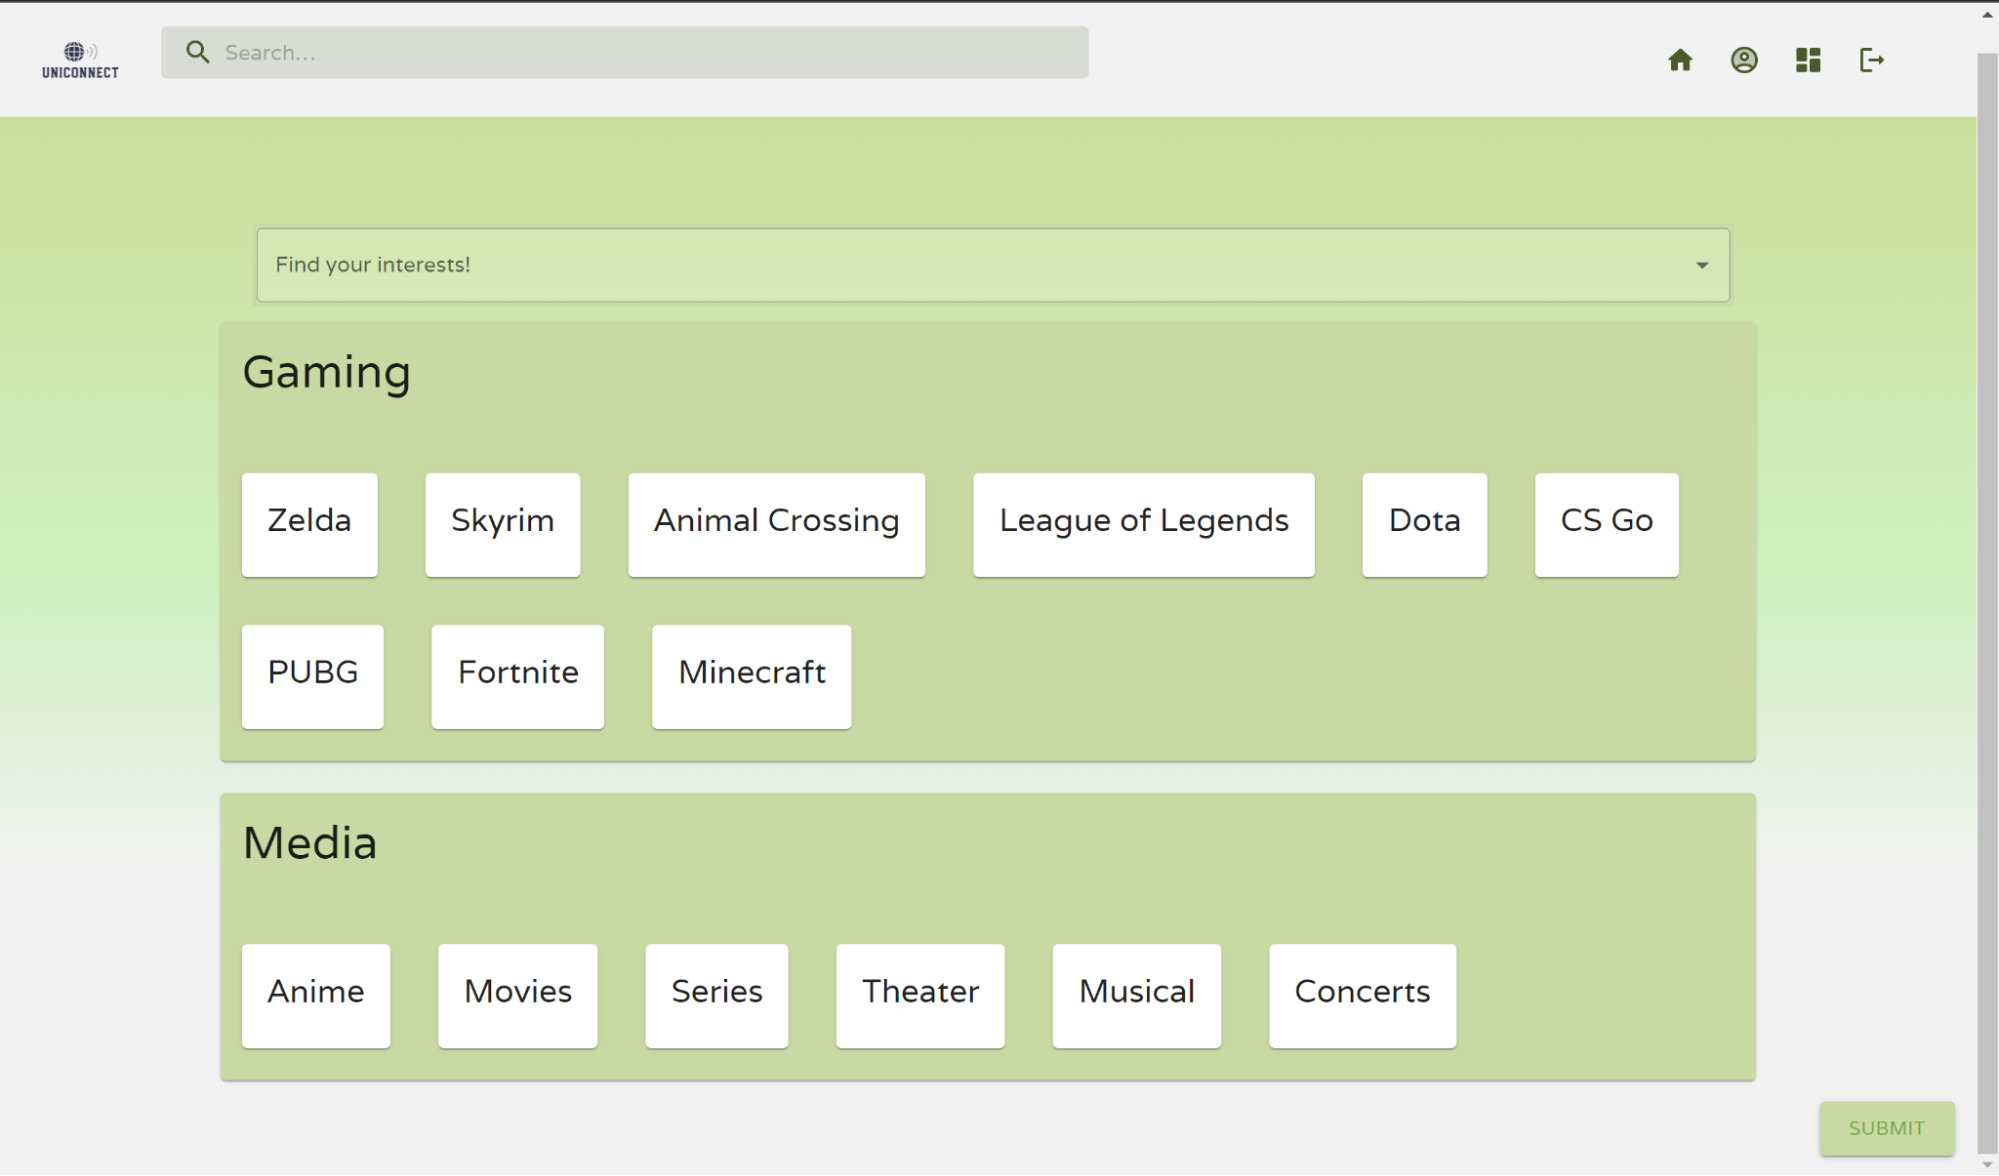 UNICONNECT
Search...
Find your interests!
Gaming
Zelda
Skyrim
Animal Crossing
League of Legends
Dota
CS Go
PUBG
Fortnite
Minecraft
Media
Anime
Movies
Series
Theater
Musical
Concerts
SUBMIT